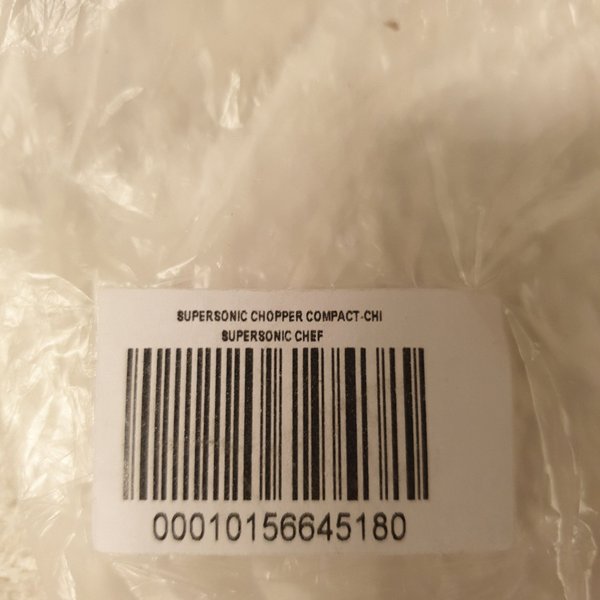 SUPERSONIC CHOPPER COMPACT-CHI
SUPERSONIC CHEF
00010156645180